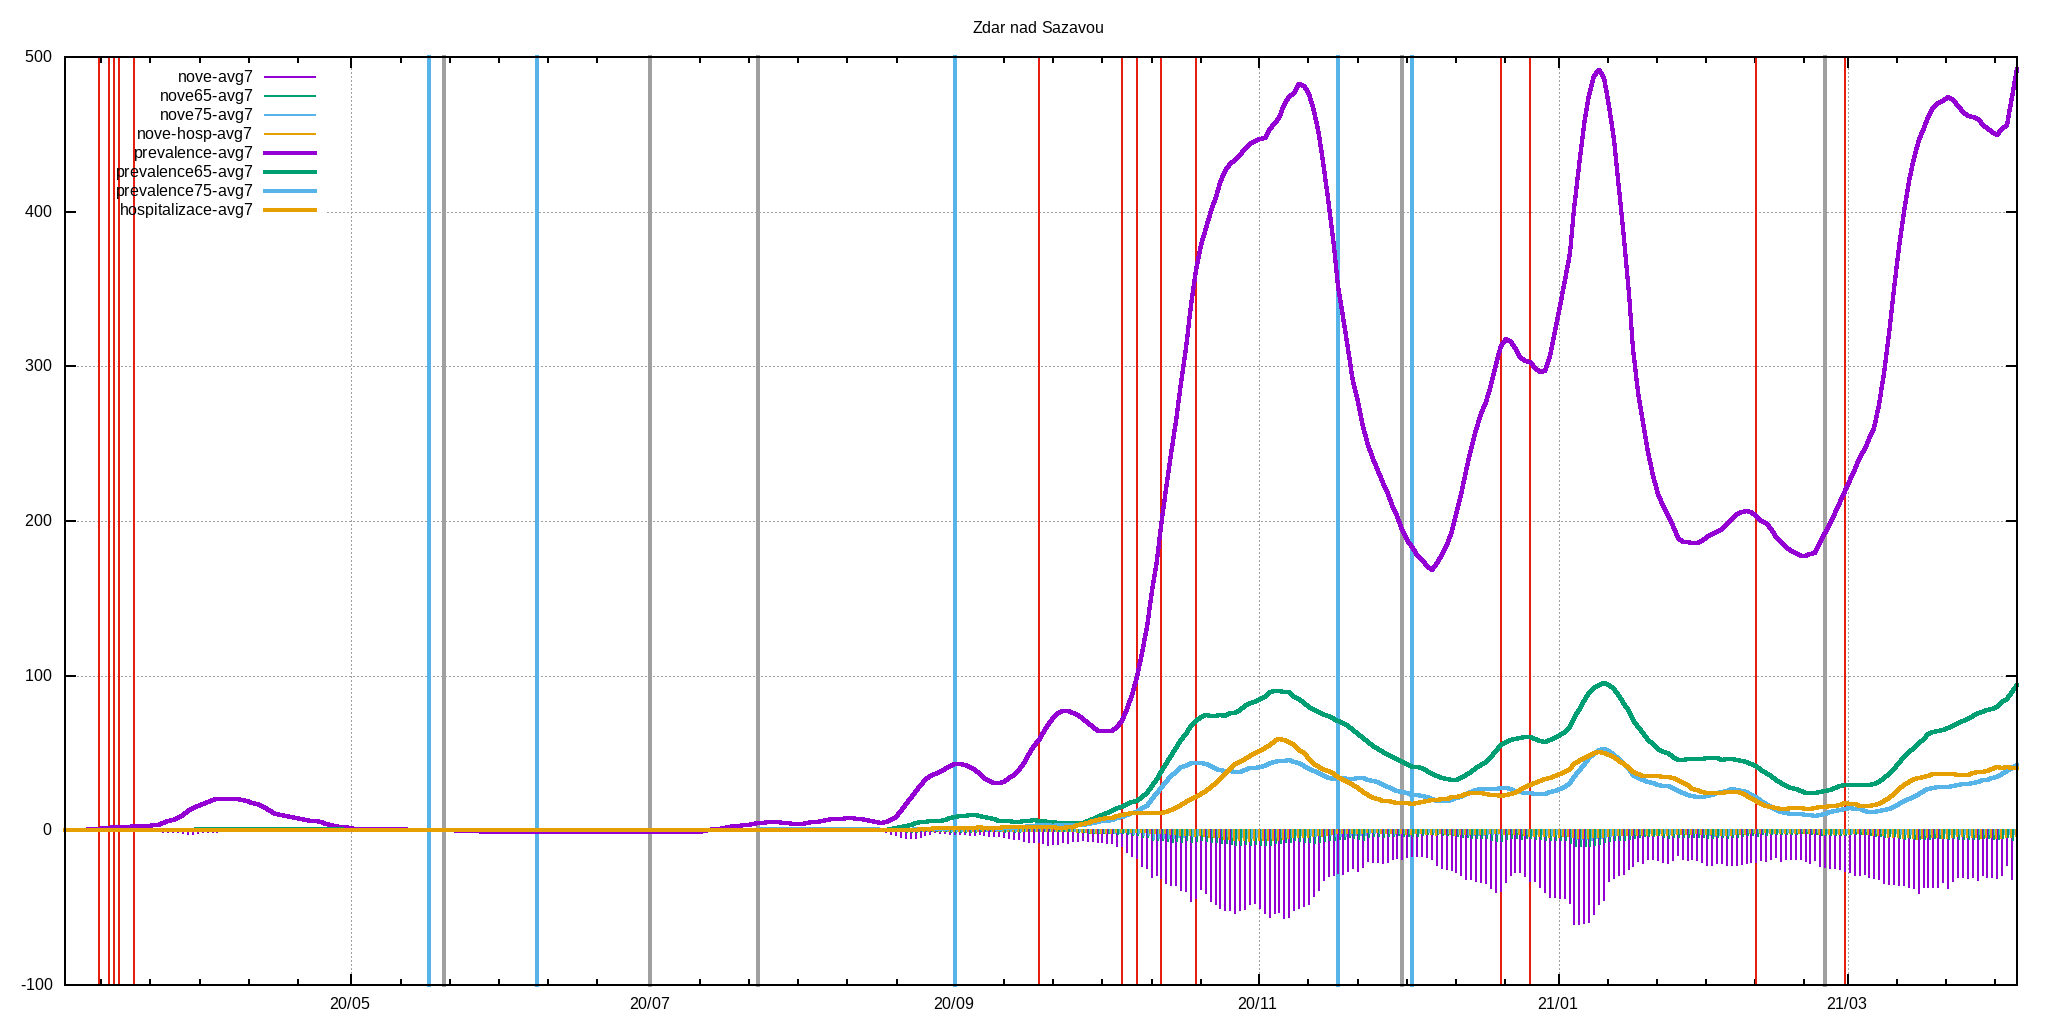 Zdar nad Sazavou
500
nove-avg7
nove65-avg7
nove75-avg7
nove-hosp-avg7
prevalence-avg7
prevalence65-avg7
prevalence75-avg7
hospitalizace-avg7
400
300
200
100
0
-100
20/05 20/07 20/09 20/11 21/01 21/03